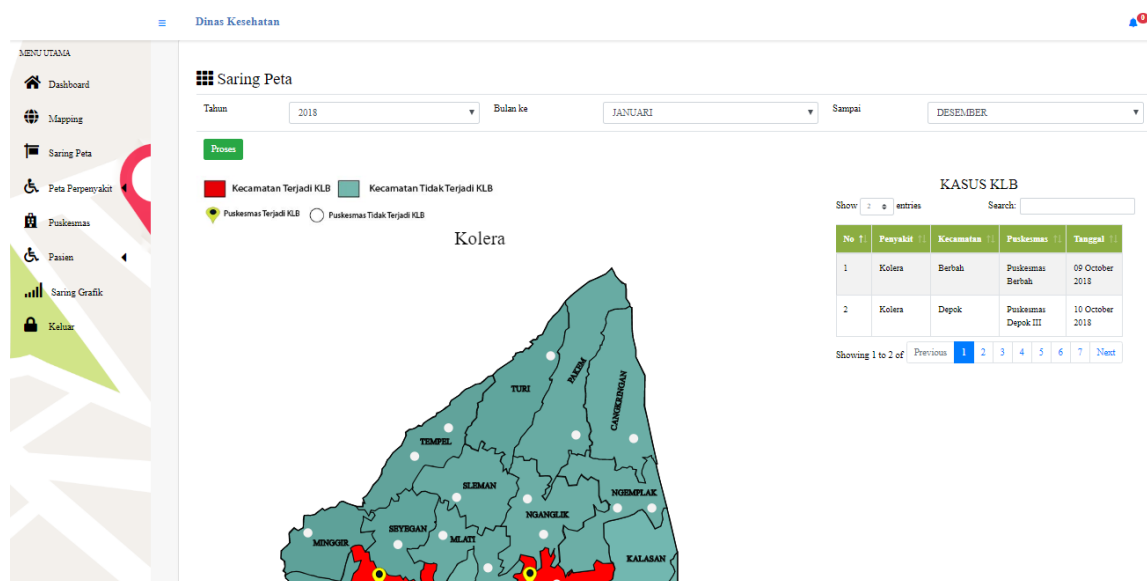 Dinas Kesehatan
0
MENU UTAMA
Dashboard
Mapping
Saring Peta
Peta Perpenyakit
Puskesmas
Pasien
Saring Grafik
Keluar
Saring Peta
Tahun 2018 Bulan ke JANUARI Sampai DESEMBER
Proses
Kecamatan Terjadi KLB Kecamatan Tidak Terjadi KLB
Puskesmas Terjadi KLB Puskesmas Tidak Terjadi KLB
Kolera
TURI
PAKEM
CANGKRINGAN
TEMPEL
SLEMAN
NGEMPLAK
NGANGLIK
SEYEGAN
MLATI
MINGGIR
KALASAN
KASUS KLB
Show 2 entries Search:
No Penyakit Kecamatan Puskesmas Tanggal
1 Kolera Berbah Puskesmas Berbah 09 October 2018
2 Kolera Depok Puskesmas Depok III 10 October 2018
Showing 1 to 2 of Previous 1 2 3 4 5 6 7 Next